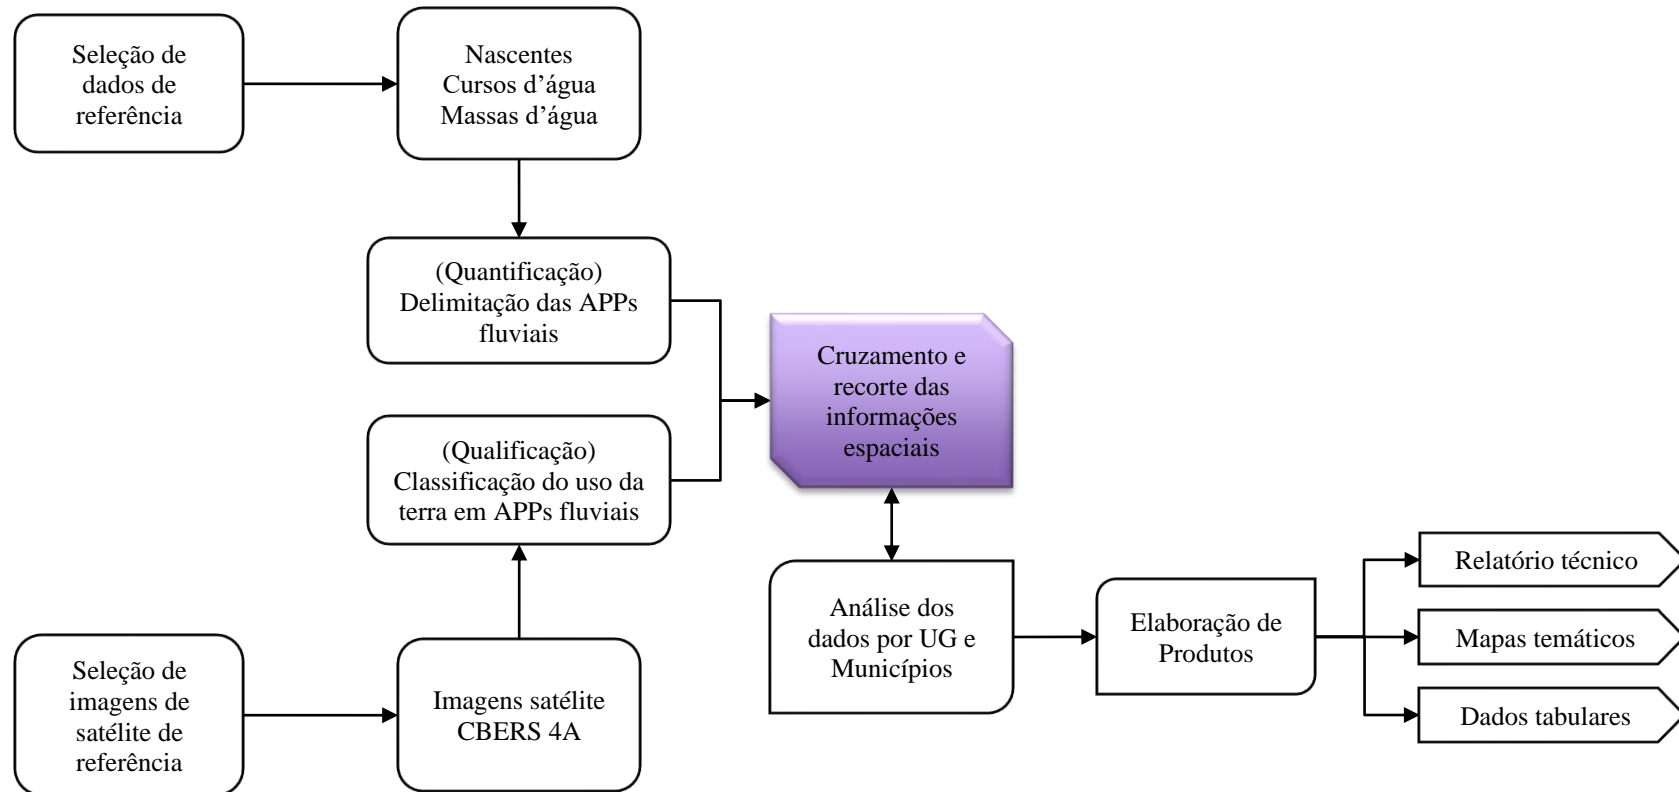 Seleção de
dados de
referência
Nascentes
Cursos d’água
Massas d’água
(Quantificação)
Delimitação das APPs
fluviais
(Qualificação)
Classificação do uso da
terra em APPs fluviais
Seleção de
imagens de
satélite de
referência
Imagens satélite
CBERS 4A
Cruzamento e
recorte das
informações
espaciais
Análise dos
dados por UG e
Municípios
Elaboração de
Produtos
Relatório técnico
Mapas temáticos
Dados tabulares